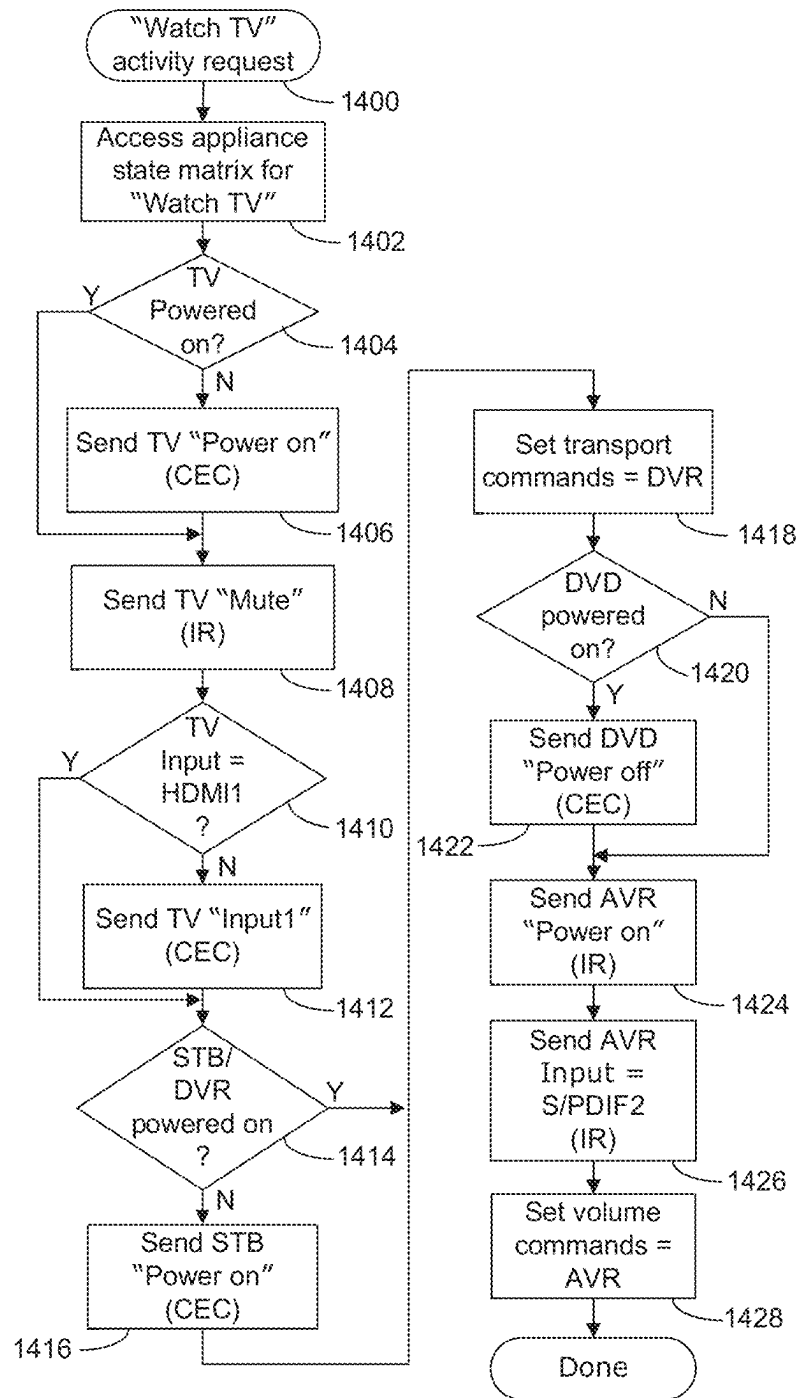 "Watch TV"
activity request
1400
Access appliance
state matrix for
"Watch TV"
1402
TV
Powered
on?
Y
1404
N
Send TV "Power on"
(CEC)
1406
Send TV "Mute"
(IR)
1408
TV
Input =
HDMI1
?
Y
1410
N
Send TV "Input1"
(CEC)
1412
STB/
DVR
powered on
?
Y
1414
N
Send STB
"Power on"
(CEC)
1416
Set transport
commands = DVR
1418
DVD
powered
on?
N
1420
Y
Send DVD
"Power off"
(CEC)
1422
Send AVR
"Power on"
(IR)
1424
Send AVR
Input =
S/PDIF2
(IR)
1426
Set volume
commands =
AVR
1428
Done